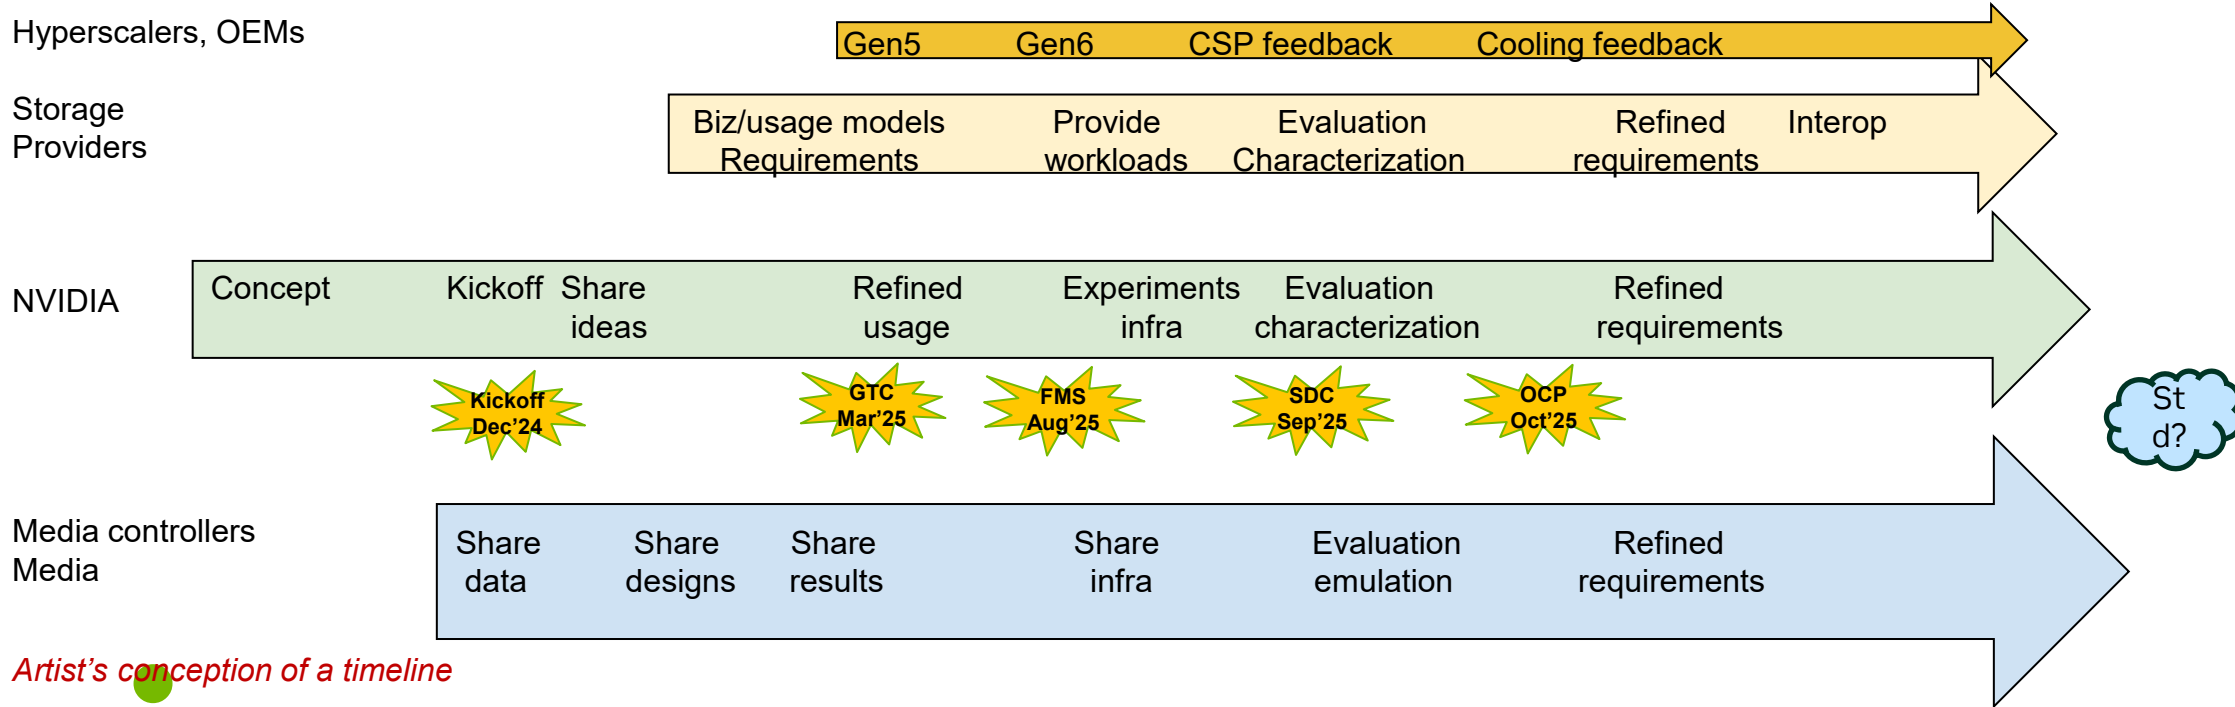 Hyperscalers, OEMs
Gen5 Gen6 CSP feedback Cooling feedback
Storage
Providers
Biz/usage models
Requirements
Provide
workloads
Evaluation
Characterization
Refined
requirements
Interop
NVIDIA
Concept
Kickoff
Share
ideas
Refined
usage
Experiments
infra
Evaluation
characterization
Refined
requirements
Kickoff
Dec’24
GTC
Mar’25
FMS
Aug’25
SDC
Sep’25
OCP
Oct’25
St
d?
Media controllers
Media
Share
data
Share
designs
Share
results
Share
infra
Evaluation
emulation
Refined
requirements
Artist’s conception of a timeline